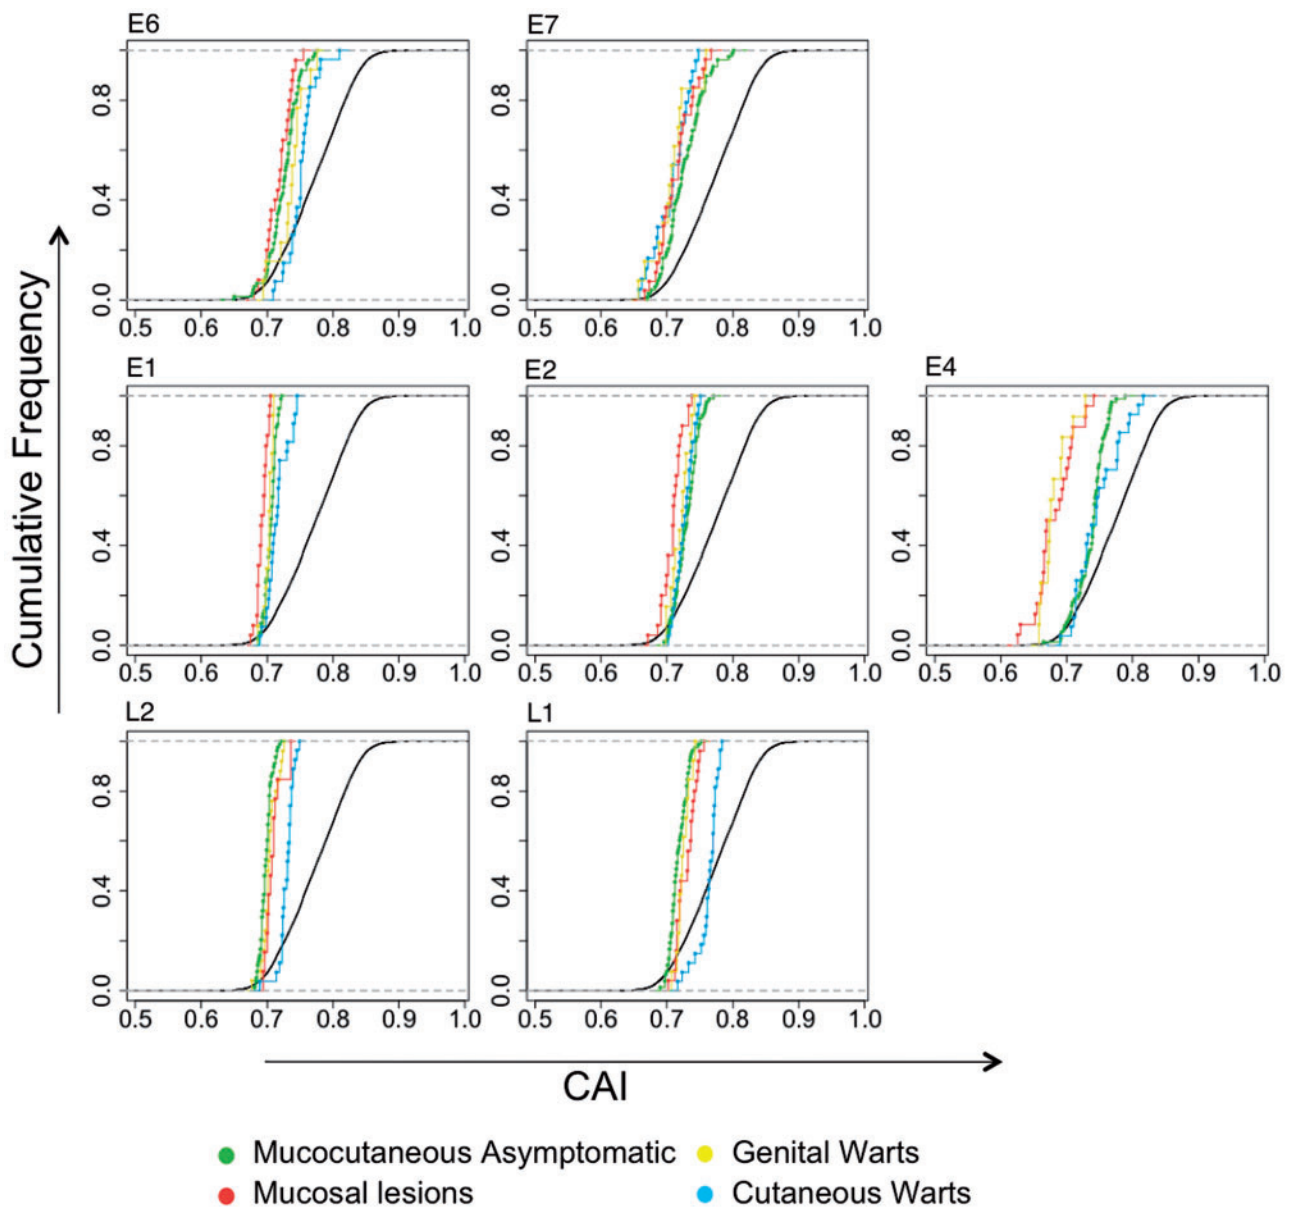 E6 E7
0.8 0.8
0.4 0.4
0.0 0.0
0.5 0.6 0.7 0.8 0.9 1.0 0.5 0.6 0.7 0.8 0.9 1.0
E1 E2 E4
0.8 0.8 0.8
0.4 0.4 0.4
0.0 0.0 0.0
0.5 0.6 0.7 0.8 0.9 1.0 0.5 0.6 0.7 0.8 0.9 1.0 0.5 0.6 0.7 0.8 0.9 1.0
Cumulative Frequency
L2 L1
0.8 0.8
0.4 0.4
0.0 0.0
0.5 0.6 0.7 0.8 0.9 1.0 0.5 0.6 0.7 0.8 0.9 1.0
CAI
Mucocutaneous Asymptomatic Genital Warts
Mucosal lesions Cutaneous Warts